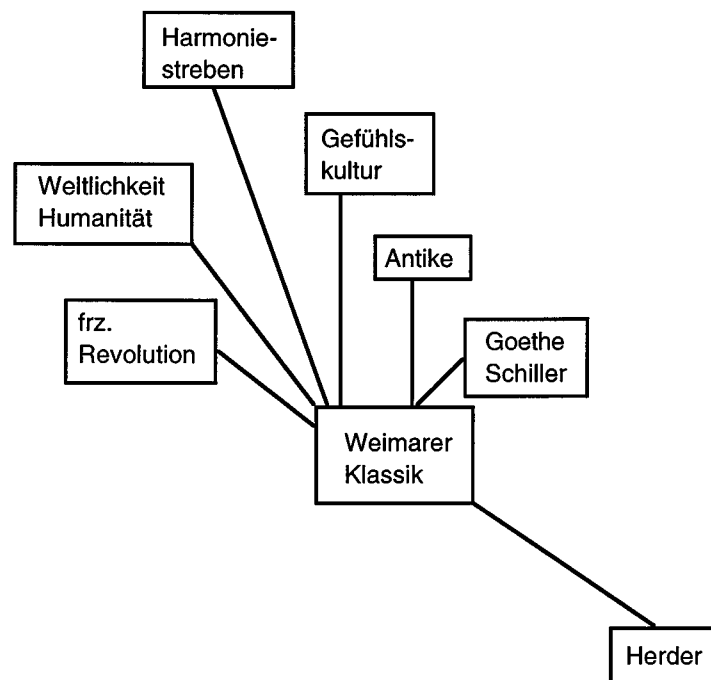 Harmonie-
streben
Gefühls-
kultur
Weltlichkeit
Humanität
Antike
frz.
Revolution
Goethe
Schiller
Weimarer
Klassik
Herder